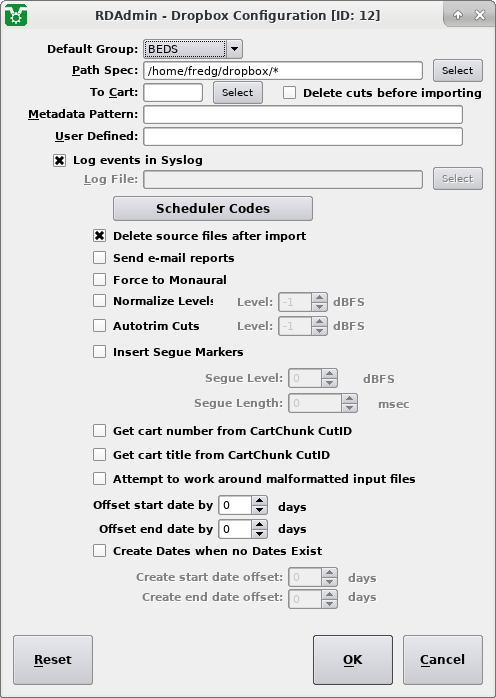 RDAdmin - Dropbox Configuration [ID: 12]
Default Group: BEDS
Path Spec: /home/fredg/dropbox/* Select
To Cart: Select Delete cuts before importing
Metadata Pattern:
User Defined:
Log events in Syslog
Log File: Select
Scheduler Codes
Delete source files after import
Send e-mail reports
Force to Monaural
Normalize Levels Level: -1 dBFS
Autotrim Cuts Level: -1 dBFS
Insert Segue Markers
Segue Level: 0 dBFS
Segue Length: 0 msec
Get cart number from CartChunk CutID
Get cart title from CartChunk CutID
Attempt to work around malformatted input files
Offset start date by 0 days
Offset end date by 0 days
Create Dates when no Dates Exist
Create start date offset: 0 days
Create end date offset: 0 days
Reset OK Cancel